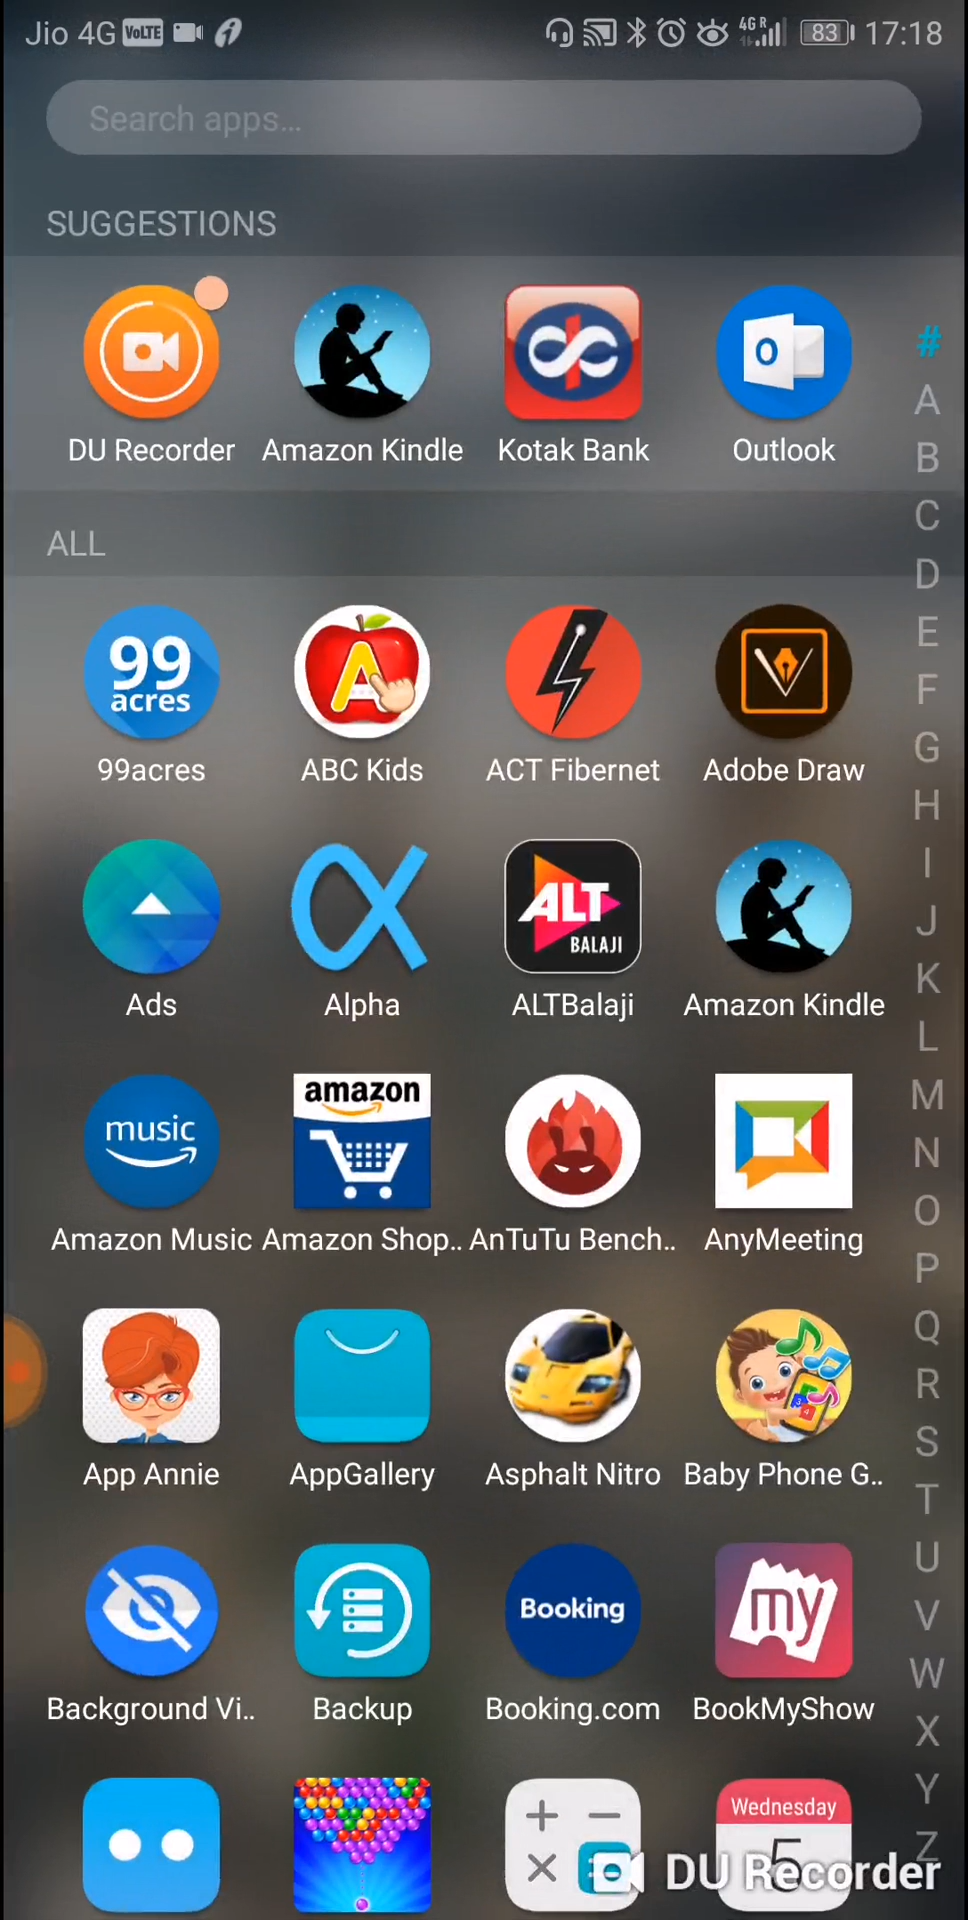 Jio 4G VoLTE 4G R 83 17:18
Search apps...
SUGGESTIONS
DU Recorder Amazon Kindle Kotak Bank Outlook
#
A
B
C
ALL
D
99 acres
E
F
99acres ABC Kids ACT Fibernet Adobe Draw
G
H
I
ALT BALAJI
J
K
Ads Alpha ALTBalaji Amazon Kindle
L
M
music amazon
N
O
Amazon Music Amazon Shop.. AnTuTu Bench.. AnyMeeting
P
Q
R
S
App Annie AppGallery Asphalt Nitro Baby Phone G..
T
U
Booking my
V
W
Background Vi.. Backup Booking.com BookMyShow
X
Y
Wednesday
Z
5
DU Recorder